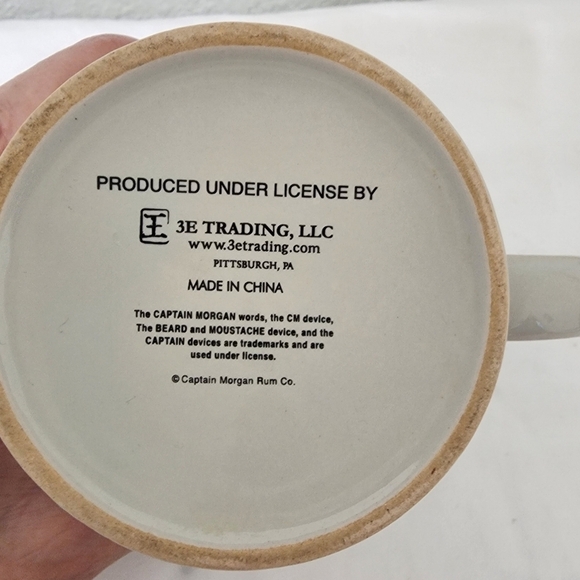 PRODUCED UNDER LICENSE BY
3E TRADING, LLC
www.3etrading.com
PITTSBURGH, PA
MADE IN CHINA
The CAPTAIN MORGAN words, the CM device,
The BEARD and MOUSTACHE device, and the
CAPTAIN devices are trademarks and are
used under license.
© Captain Morgan Rum Co.